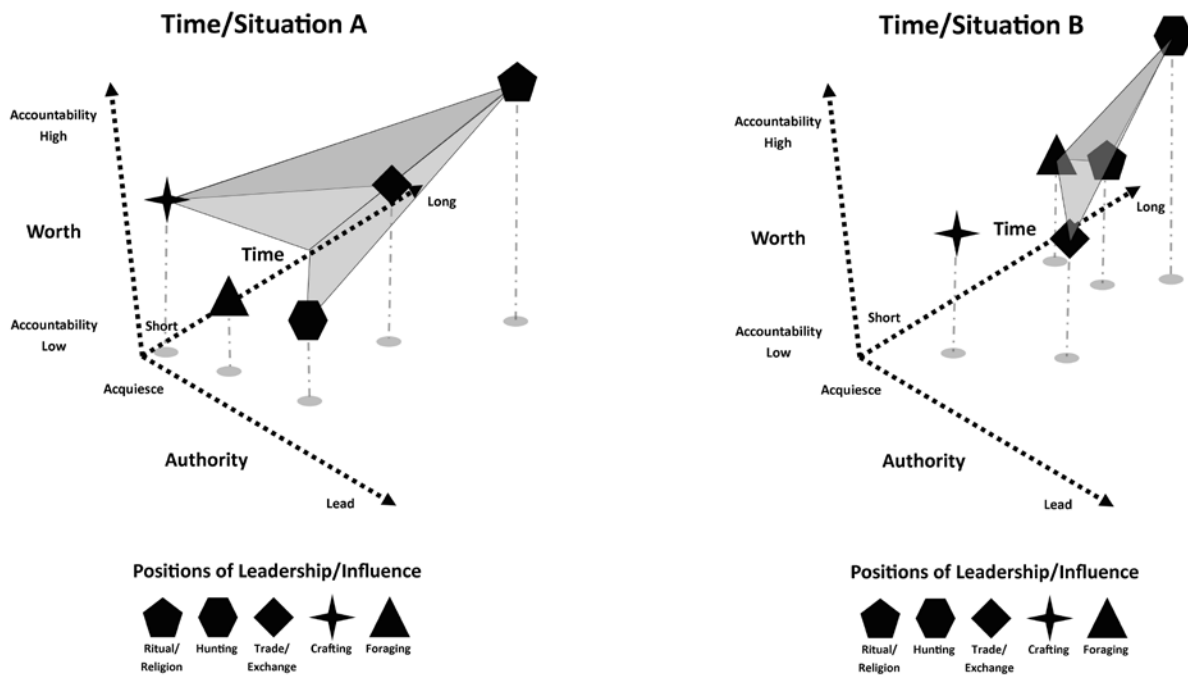 Time/Situation A
Accountability
High
Worth
Accountability
Low
Time
Long
Short
Acquiesce
Authority
Lead
Positions of Leadership/Influence
Ritual/
Religion
Hunting
Trade/
Exchange
Crafting
Foraging
Time/Situation B
Accountability
High
Worth
Accountability
Low
Time
Long
Short
Acquiesce
Authority
Lead
Positions of Leadership/Influence
Ritual/
Religion
Hunting
Trade/
Exchange
Crafting
Foraging